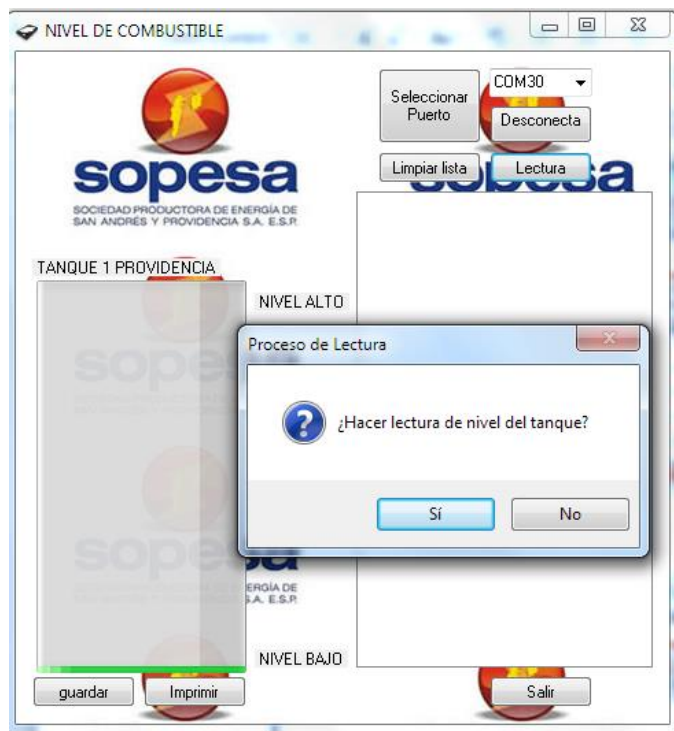 NIVEL DE COMBUSTIBLE
Seleccionar
Puerto
COM30
Desconecta
Limpiar lista
Lectura
sopesa
SOCIEDAD PRODUCTORA DE ENERGÍA DE
SAN ANDRÉS Y PROVIDENCIA S.A. E.S.P.
TANQUE 1 PROVIDENCIA
NIVEL ALTO
Proceso de Lectura
¿Hacer lectura de nivel del tanque?
Sí
No
ERGÍA DE
S.A. E.S.P.
NIVEL BAJO
guardar
Imprimir
Salir